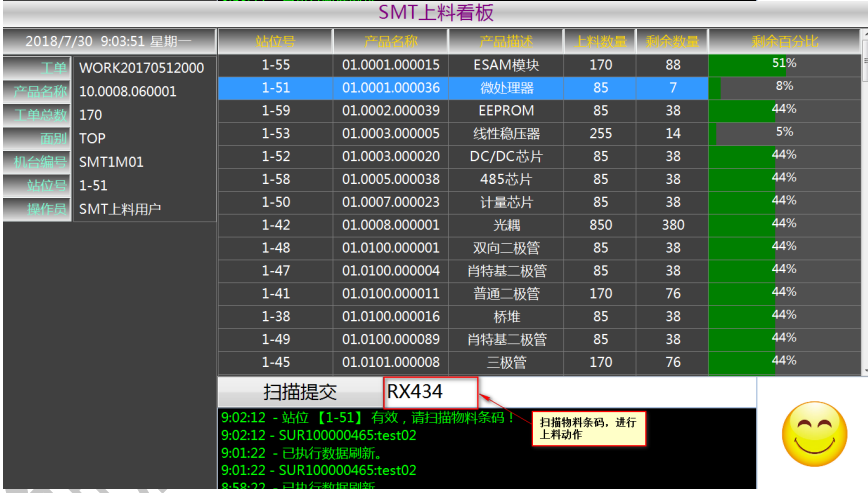 SMT上料看板
2018/7/30 9:03:51 星期一
工单 WORK20170512000
产品名称 10.0008.060001
工单总数 170
面别 TOP
机台编号 SMT1M01
站位号 1-51
操作员 SMT上料用户
站位号 产品名称 产品描述 上料数量 剩余数量 剩余百分比
1-55 01.0001.000015 ESAM模块 170 88 51%
1-51 01.0001.000036 微处理器 85 7 8%
1-59 01.0002.000039 EEPROM 85 38 44%
1-53 01.0003.000005 线性稳压器 255 14 5%
1-52 01.0003.000020 DC/DC芯片 85 38 44%
1-58 01.0005.000038 485芯片 85 38 44%
1-50 01.0007.000023 计量芯片 85 38 44%
1-42 01.0008.000001 光耦 850 380 44%
1-48 01.0100.000001 双向二极管 85 38 44%
1-47 01.0100.000004 肖特基二极管 85 38 44%
1-41 01.0100.000011 普通二极管 170 76 44%
1-38 01.0100.000016 桥堆 85 38 44%
1-49 01.0100.000089 肖特基二极管 85 38 44%
1-45 01.0101.000008 三极管 170 76 44%
扫描提交 RX434
9:02:12 - 站位 【1-51】 有效，请扫描物料条码！
9:02:12 - SUR100000465:test02
9:01:22 - 已执行数据刷新。
9:01:22 - SUR100000465:test02
8:58:22 - 已执行数据刷新
扫描物料条码，进行
上料动作